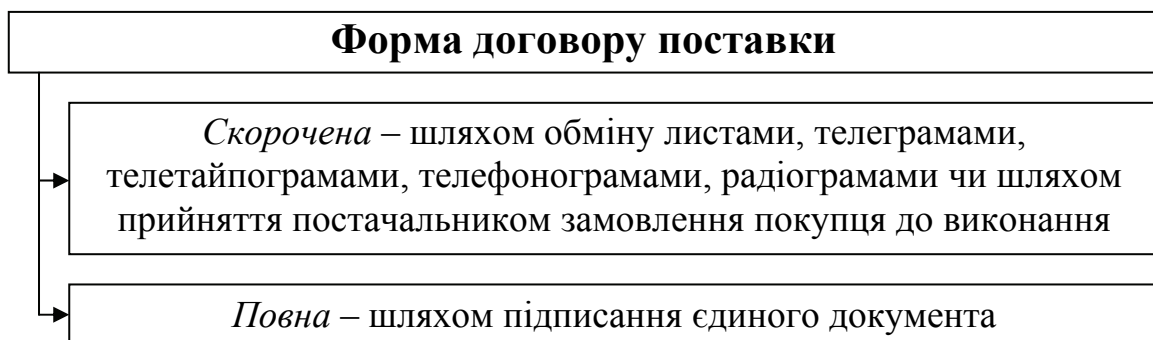 Форма договору поставки
Скорочена – шляхом обміну листами, телеграмами,
телетайпограмами, телефонограмами, радіограмами чи шляхом
прийняття постачальником замовлення покупця до виконання
Повна – шляхом підписання єдиного документа